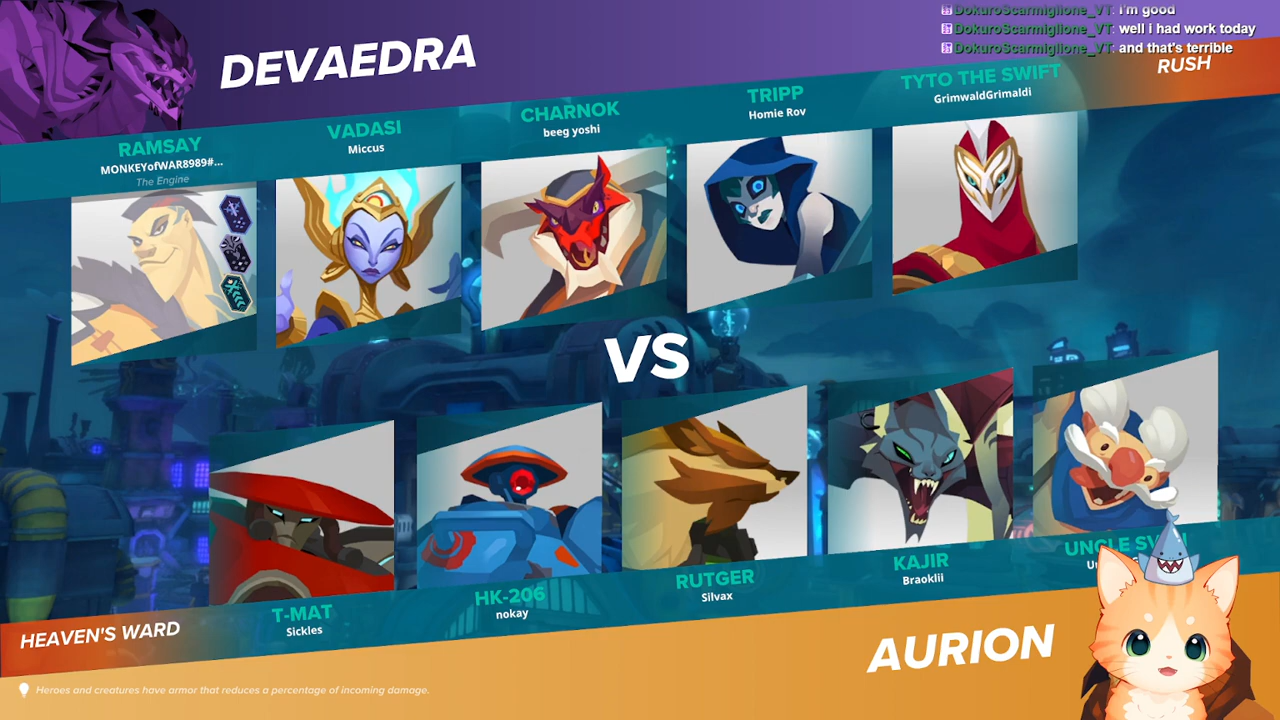 DokuroScarmiglione_VT: i'm good
DokuroScarmiglione_VT: well i had work today
DokuroScarmiglione_VT: and that's terrible
DEVAEDRA
RUSH
RAMSAY
MONKEYofWAR8989#...
The Engine
VADASI
Miccus
CHARNOK
beeg yoshi
TRIPP
Homie Rov
TYTO THE SWIFT
GrimwaldGrimaldi
VS
T-MAT
Sickles
HK-206
nokay
RUTGER
Silvax
KAJIR
Braoklii
UNCLE
HEAVEN'S WARD
AURION
Heroes and creatures have armor that reduces a percentage of incoming damage.